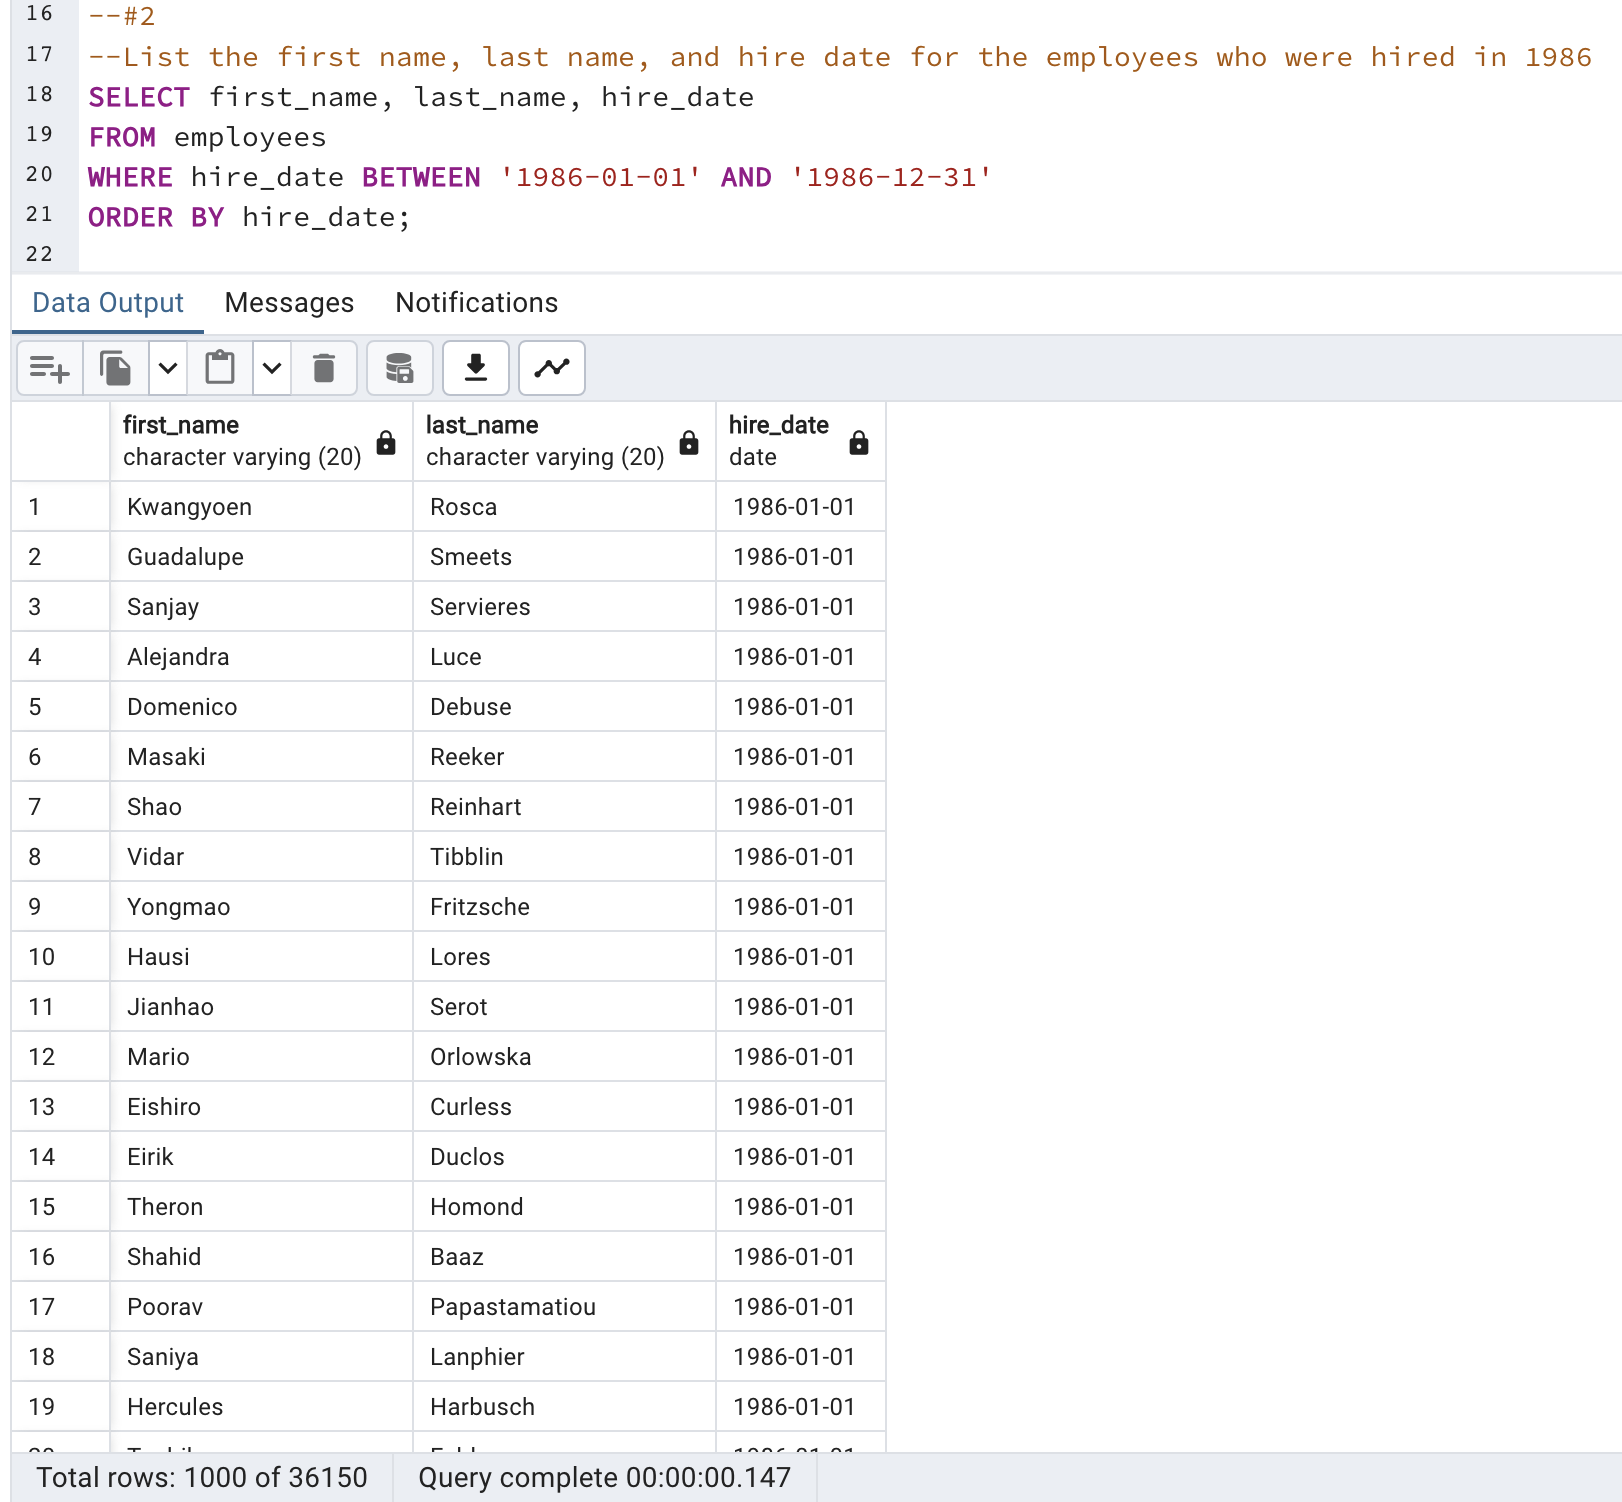 16 --#2
17 --List the first name, last name, and hire date for the employees who were hired in 1986
18 SELECT first_name, last_name, hire_date
19 FROM employees
20 WHERE hire_date BETWEEN '1986-01-01' AND '1986-12-31'
21 ORDER BY hire_date;
22
Data Output Messages Notifications
first_name last_name hire_date
character varying (20) character varying (20) date
1 Kwangyoen Rosca 1986-01-01
2 Guadalupe Smeets 1986-01-01
3 Sanjay Servieres 1986-01-01
4 Alejandra Luce 1986-01-01
5 Domenico Debuse 1986-01-01
6 Masaki Reeker 1986-01-01
7 Shao Reinhart 1986-01-01
8 Vidar Tibblin 1986-01-01
9 Yongmao Fritzsche 1986-01-01
10 Hausi Lores 1986-01-01
11 Jianhao Serot 1986-01-01
12 Mario Orlowska 1986-01-01
13 Eishiro Curless 1986-01-01
14 Eirik Duclos 1986-01-01
15 Theron Homond 1986-01-01
16 Shahid Baaz 1986-01-01
17 Poorav Papastamatiou 1986-01-01
18 Saniya Lanphier 1986-01-01
19 Hercules Harbusch 1986-01-01
Total rows: 1000 of 36150 Query complete 00:00:00.147